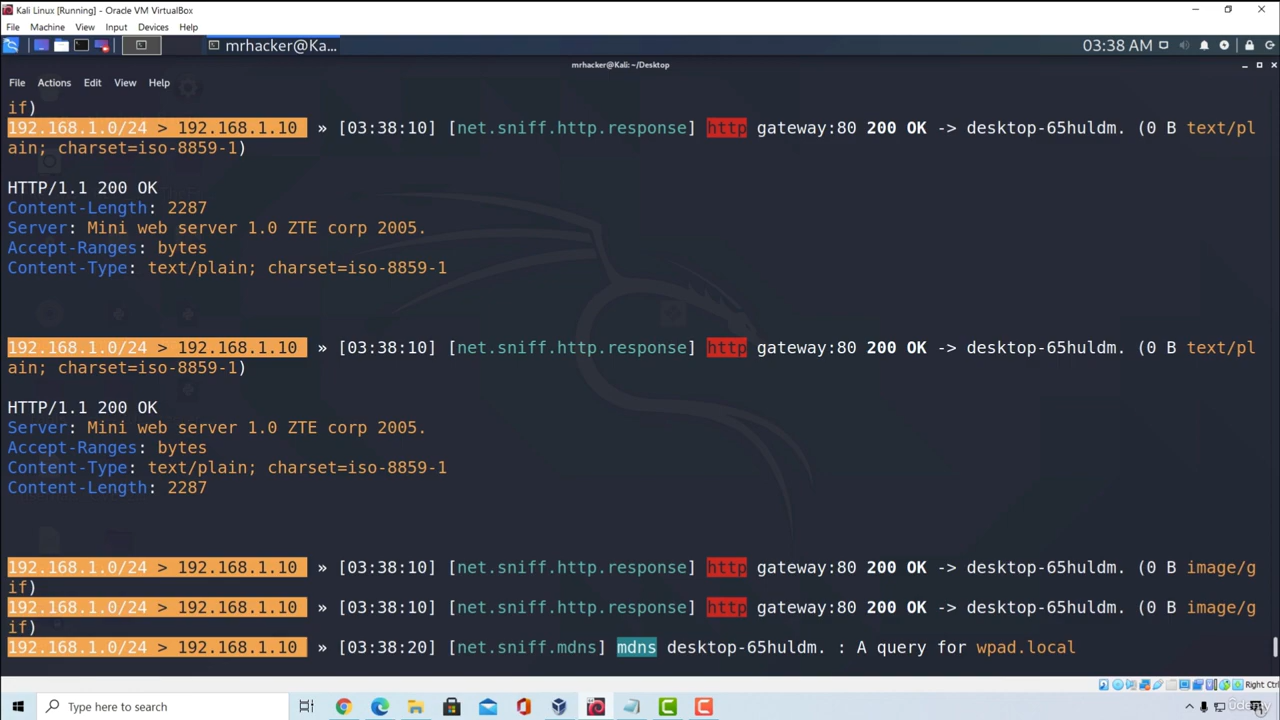 Kali Linux [Running] - Oracle VM VirtualBox
File Machine View Input Devices Help
mrhacker@Ka... 03:38 AM
mrhacker@Kali: ~/Desktop
File Actions Edit View Help
if)
192.168.1.0/24 > 192.168.1.10 » [03:38:10] [net.sniff.http.response] http gateway:80 200 OK -> desktop-65huldm. (0 B text/pl
ain; charset=iso-8859-1)
HTTP/1.1 200 OK
Content-Length: 2287
Server: Mini web server 1.0 ZTE corp 2005.
Accept-Ranges: bytes
Content-Type: text/plain; charset=iso-8859-1
192.168.1.0/24 > 192.168.1.10 » [03:38:10] [net.sniff.http.response] http gateway:80 200 OK -> desktop-65huldm. (0 B text/pl
ain; charset=iso-8859-1)
HTTP/1.1 200 OK
Server: Mini web server 1.0 ZTE corp 2005.
Accept-Ranges: bytes
Content-Type: text/plain; charset=iso-8859-1
Content-Length: 2287
192.168.1.0/24 > 192.168.1.10 » [03:38:10] [net.sniff.http.response] http gateway:80 200 OK -> desktop-65huldm. (0 B image/g
if)
192.168.1.0/24 > 192.168.1.10 » [03:38:10] [net.sniff.http.response] http gateway:80 200 OK -> desktop-65huldm. (0 B image/g
if)
192.168.1.0/24 > 192.168.1.10 » [03:38:20] [net.sniff.mdns] mdns desktop-65huldm. : A query for wpad.local
Right Ctrl
Type here to search
Udemy